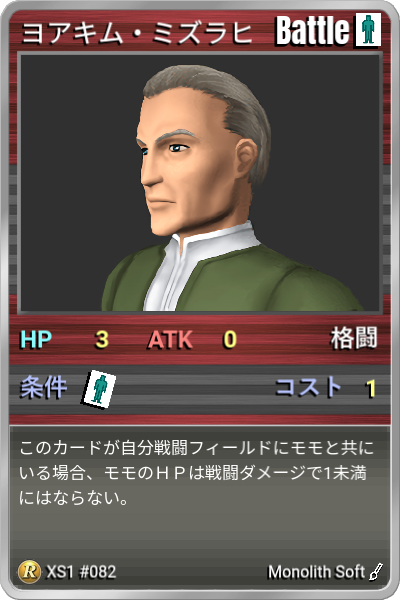 ヨアキム・ミズラヒ Battle
HP 3 ATK 0 格闘
条件 コスト 1
このカードが自分戦闘フィールドにモモと共に
いる場合、モモのＨＰは戦闘ダメージで1未満
にはならない。
R XS1 #082 Monolith Soft